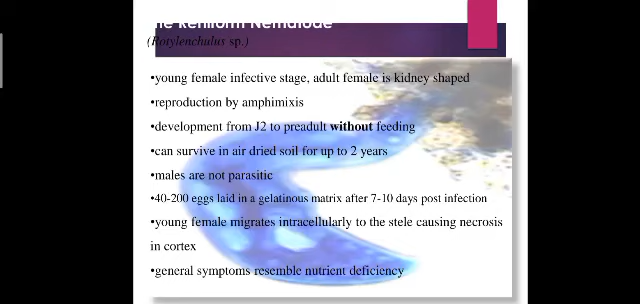 The Reniform Nematode
(Rotylenchulus sp.)
•young female infective stage, adult female is kidney shaped
•reproduction by amphimixis
•development from J2 to preadult without feeding
•can survive in air dried soil for up to 2 years
•males are not parasitic
•40-200 eggs laid in a gelatinous matrix after 7-10 days post infection
•young female migrates intracellularly to the stele causing necrosis
in cortex
•general symptoms resemble nutrient deficiency